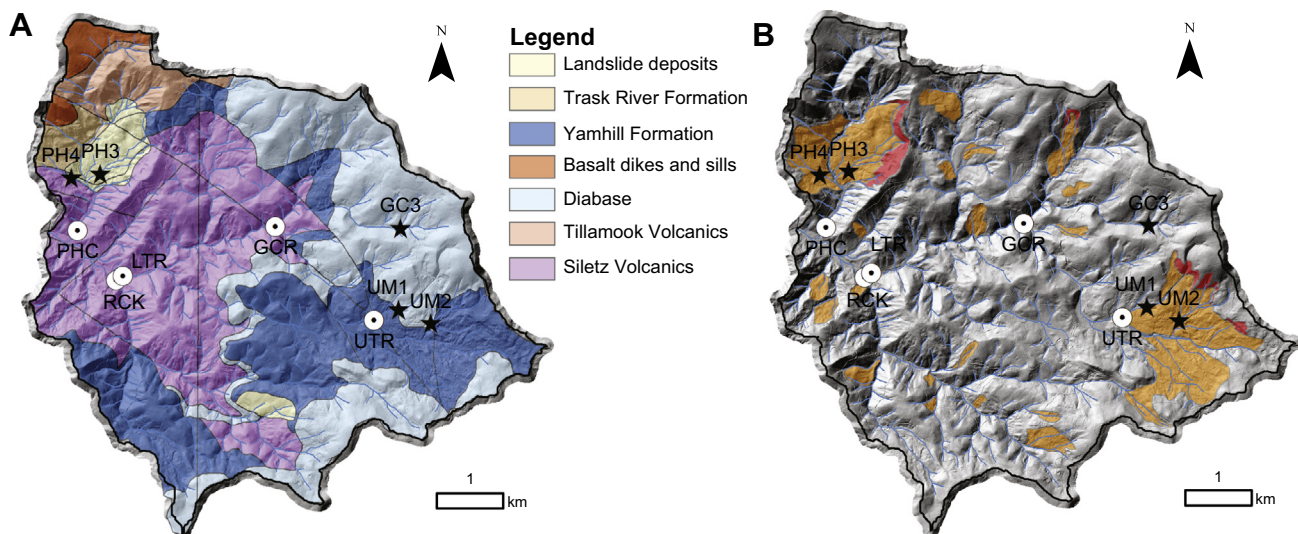 A
N
Legend
Landslide deposits
Trask River Formation
Yamhill Formation
Basalt dikes and sills
Diabase
Tillamook Volcanics
Siletz Volcanics
PH4 PH3
PHC
LTR
RCK
GCR
GC3
UM1
UM2
UTR
1
km
B
N
PH4 PH3
PHC
LTR
RCK
GCR
GC3
UM1
UM2
UTR
1
km